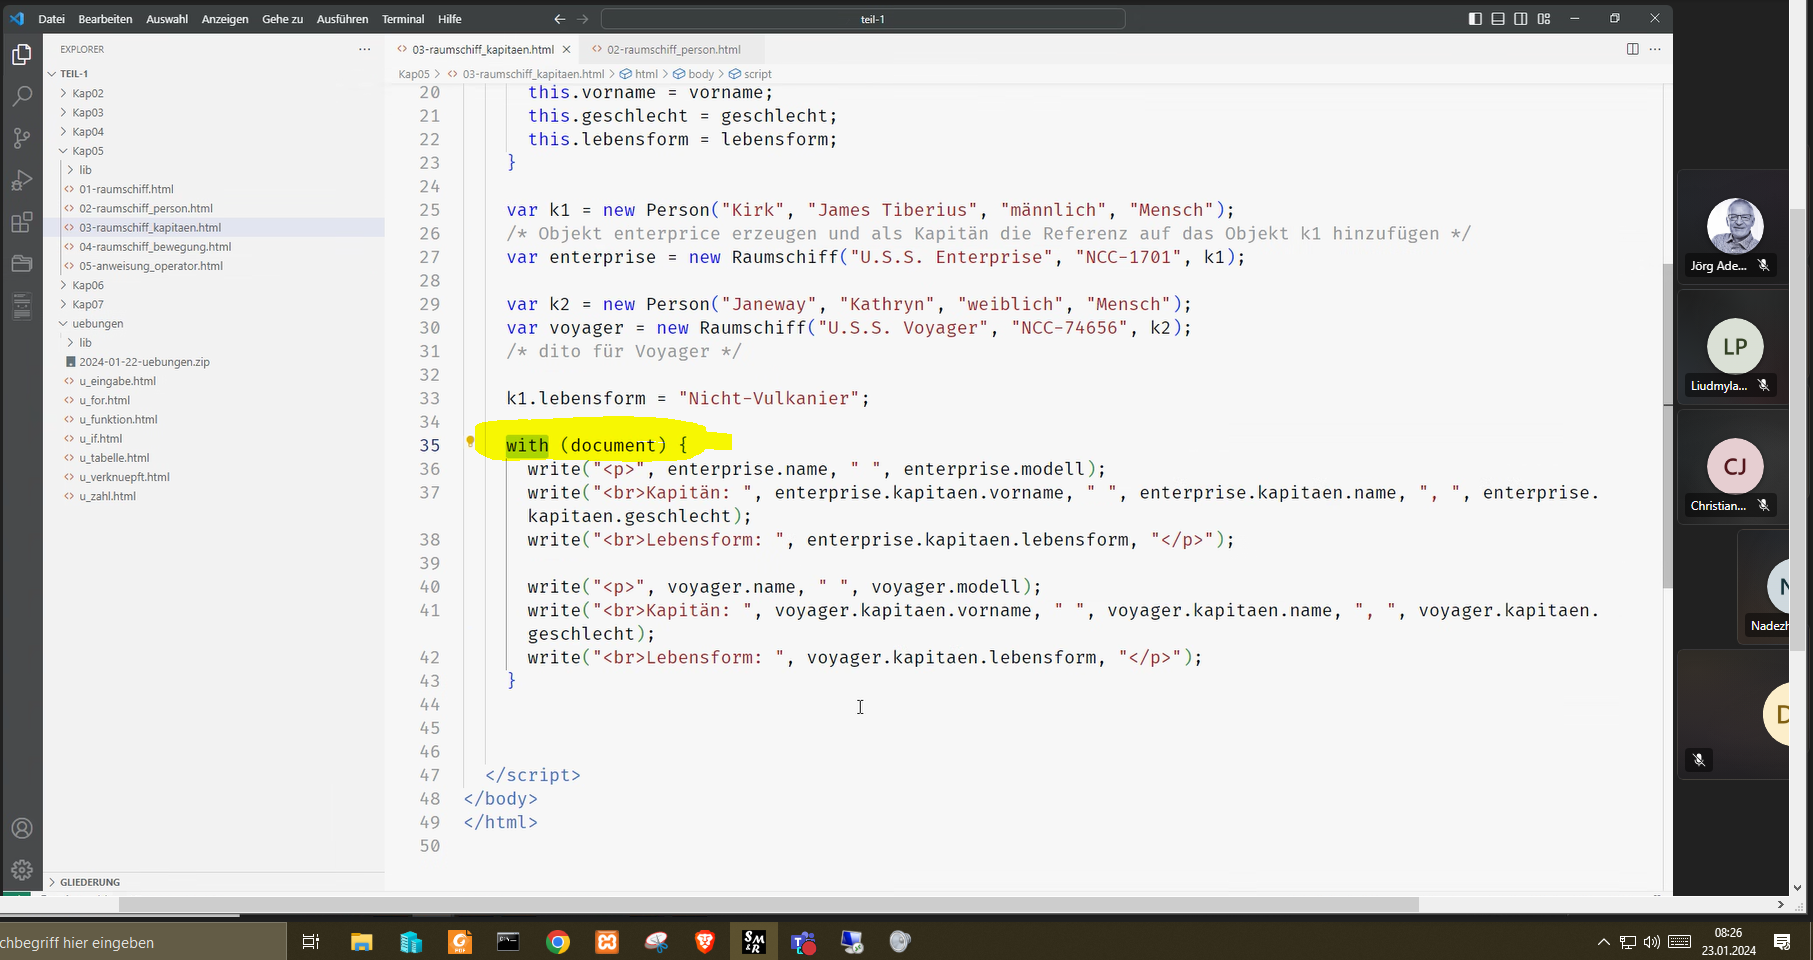 Datei Bearbeiten Auswahl Anzeigen Gehe zu Ausführen Terminal Hilfe
teil-1
EXPLORER
03-raumschiff_kapitaen.html
02-raumschiff_person.html
Kap05 > 03-raumschiff_kapitaen.html > html > body > script
TEIL-1
Kap02
Kap03
Kap04
Kap05
lib
01-raumschiff.html
02-raumschiff_person.html
03-raumschiff_kapitaen.html
04-raumschiff_bewegung.html
05-anweisung_operator.html
Kap06
Kap07
uebungen
lib
2024-01-22-uebungen.zip
u_eingabe.html
u_for.html
u_funktion.html
u_if.html
u_tabelle.html
u_verknuepft.html
u_zahl.html
GLIEDERUNG
20 this.vorname = vorname;
21 this.geschlecht = geschlecht;
22 this.lebensform = lebensform;
23 }
24
25 var k1 = new Person("Kirk", "James Tiberius", "männlich", "Mensch");
26 /* Objekt enterprice erzeugen und als Kapitän die Referenz auf das Objekt k1 hinzufügen */
27 var enterprise = new Raumschiff("U.S.S. Enterprise", "NCC-1701", k1);
28
29 var k2 = new Person("Janeway", "Kathryn", "weiblich", "Mensch");
30 var voyager = new Raumschiff("U.S.S. Voyager", "NCC-74656", k2);
31 /* dito für Voyager */
32
33 k1.lebensform = "Nicht-Vulkanier";
34
35 with (document) {
36 write("<p>", enterprise.name, " ", enterprise.modell);
37 write("<br>Kapitän: ", enterprise.kapitaen.vorname, " ", enterprise.kapitaen.name, ", ", enterprise.
kapitaen.geschlecht);
38 write("<br>Lebensform: ", enterprise.kapitaen.lebensform, "</p>");
39
40 write("<p>", voyager.name, " ", voyager.modell);
41 write("<br>Kapitän: ", voyager.kapitaen.vorname, " ", voyager.kapitaen.name, ", ", voyager.kapitaen.
geschlecht);
42 write("<br>Lebensform: ", voyager.kapitaen.lebensform, "</p>");
43 }
44
45
46
47 </script>
48 </body>
49 </html>
50
Jörg Ade...
LP
Liudmyla...
CJ
Christian...
N
Nadezh
D
chbegriff hier eingeben
08:26
23.01.2024